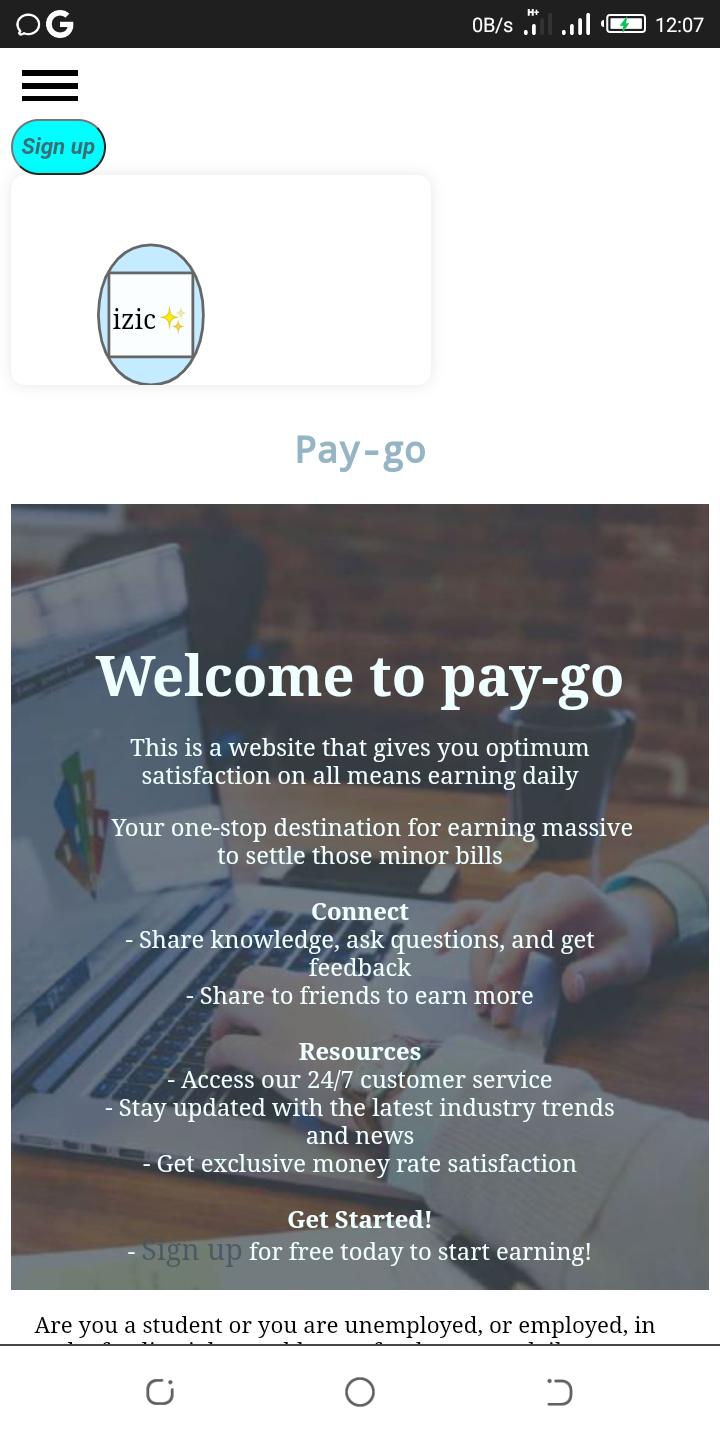 0B/s H+ 12:07
Sign up
izic✨
Pay-go
Welcome to pay-go
This is a website that gives you optimum
satisfaction on all means earning daily
Your one-stop destination for earning massive
to settle those minor bills
Connect
- Share knowledge, ask questions, and get
feedback
- Share to friends to earn more
Resources
- Access our 24/7 customer service
- Stay updated with the latest industry trends
and news
- Get exclusive money rate satisfaction
Get Started!
- Sign up for free today to start earning!
Are you a student or you are unemployed, or employed, in